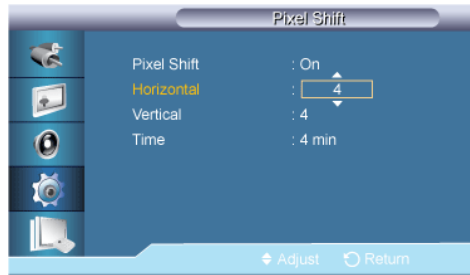 Pixel Shift
Pixel Shift : On
Horizontal : 4
Vertical : 4
Time : 4 min
Adjust Return